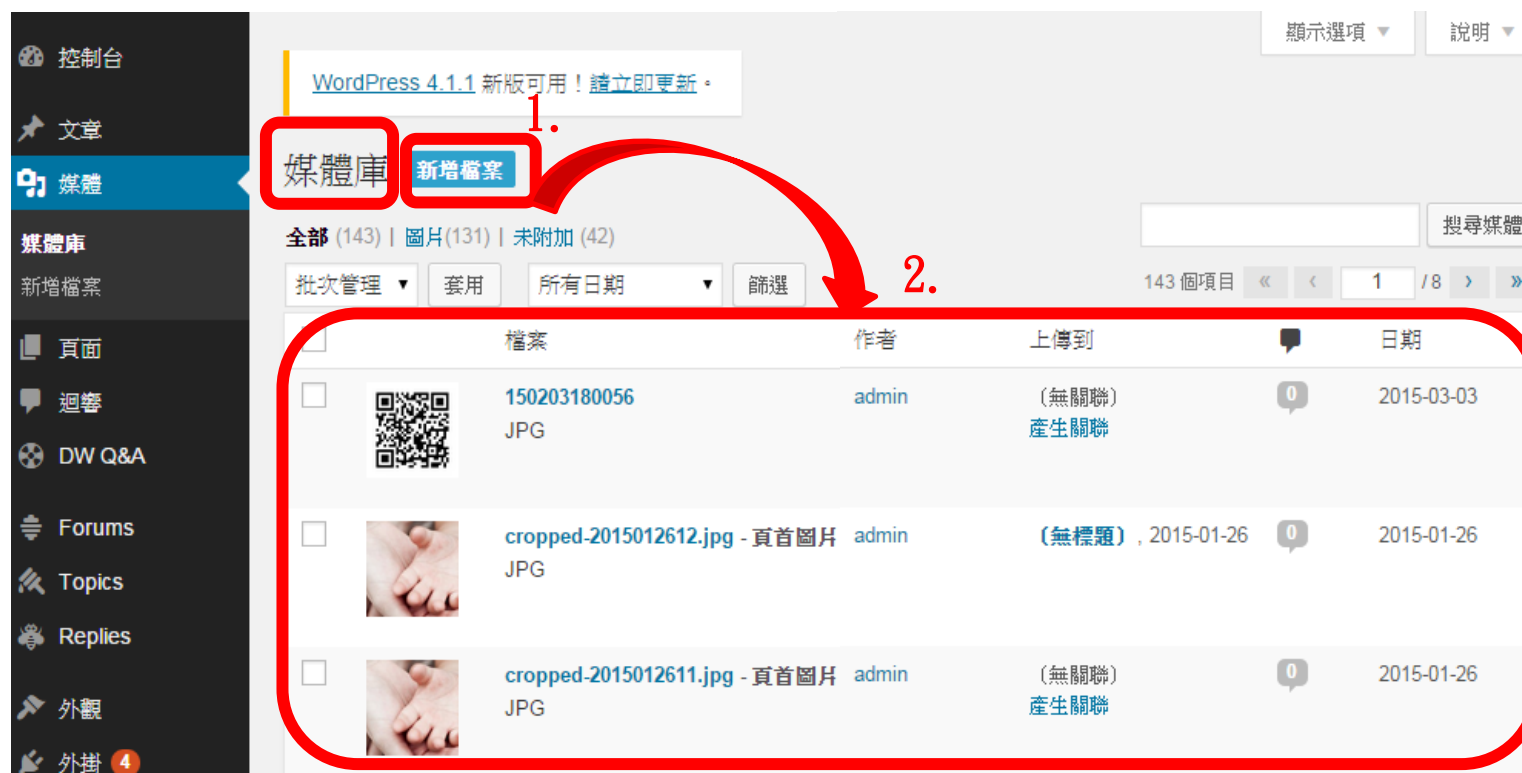 控制台
文章
媒體
媒體庫
新增檔案
頁面
迴響
DW Q&A
Forums
Topics
Replies
外觀
外掛 4
顯示選項 ▼ 說明 ▼
WordPress 4.1.1 新版可用！請立即更新。
1.
媒體庫 新增檔案
搜尋媒體
全部 (143) | 圖片(131) | 未附加 (42)
批次管理 ▼ 套用 所有日期 ▼ 篩選
2.
143 個項目 « ‹ 1 / 8 › »
檔案 作者 上傳到 日期
150203180056 admin （無關聯） 0 2015-03-03
JPG 產生關聯
cropped-2015012612.jpg - 頁首圖片 admin （無標題）, 2015-01-26 0 2015-01-26
JPG
cropped-2015012611.jpg - 頁首圖片 admin （無關聯） 0 2015-01-26
JPG 產生關聯